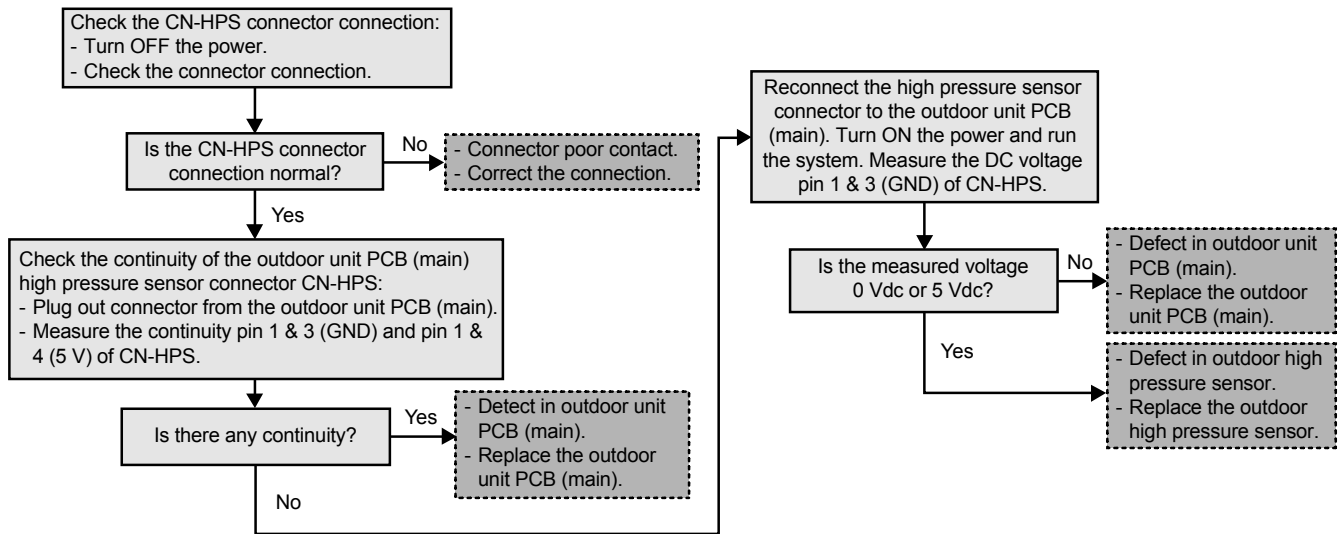 Check the CN-HPS connector connection:
- Turn OFF the power.
- Check the connector connection.
Is the CN-HPS connector
connection normal?
No
- Connector poor contact.
- Correct the connection.
Yes
Check the continuity of the outdoor unit PCB (main)
high pressure sensor connector CN-HPS:
- Plug out connector from the outdoor unit PCB (main).
- Measure the continuity pin 1 & 3 (GND) and pin 1 &
4 (5 V) of CN-HPS.
Is there any continuity?
Yes
- Detect in outdoor unit
PCB (main).
- Replace the outdoor
unit PCB (main).
No
Reconnect the high pressure sensor
connector to the outdoor unit PCB
(main). Turn ON the power and run
the system. Measure the DC voltage
pin 1 & 3 (GND) of CN-HPS.
Is the measured voltage
0 Vdc or 5 Vdc?
No
- Defect in outdoor unit
PCB (main).
- Replace the outdoor
unit PCB (main).
Yes
- Defect in outdoor high
pressure sensor.
- Replace the outdoor
high pressure sensor.